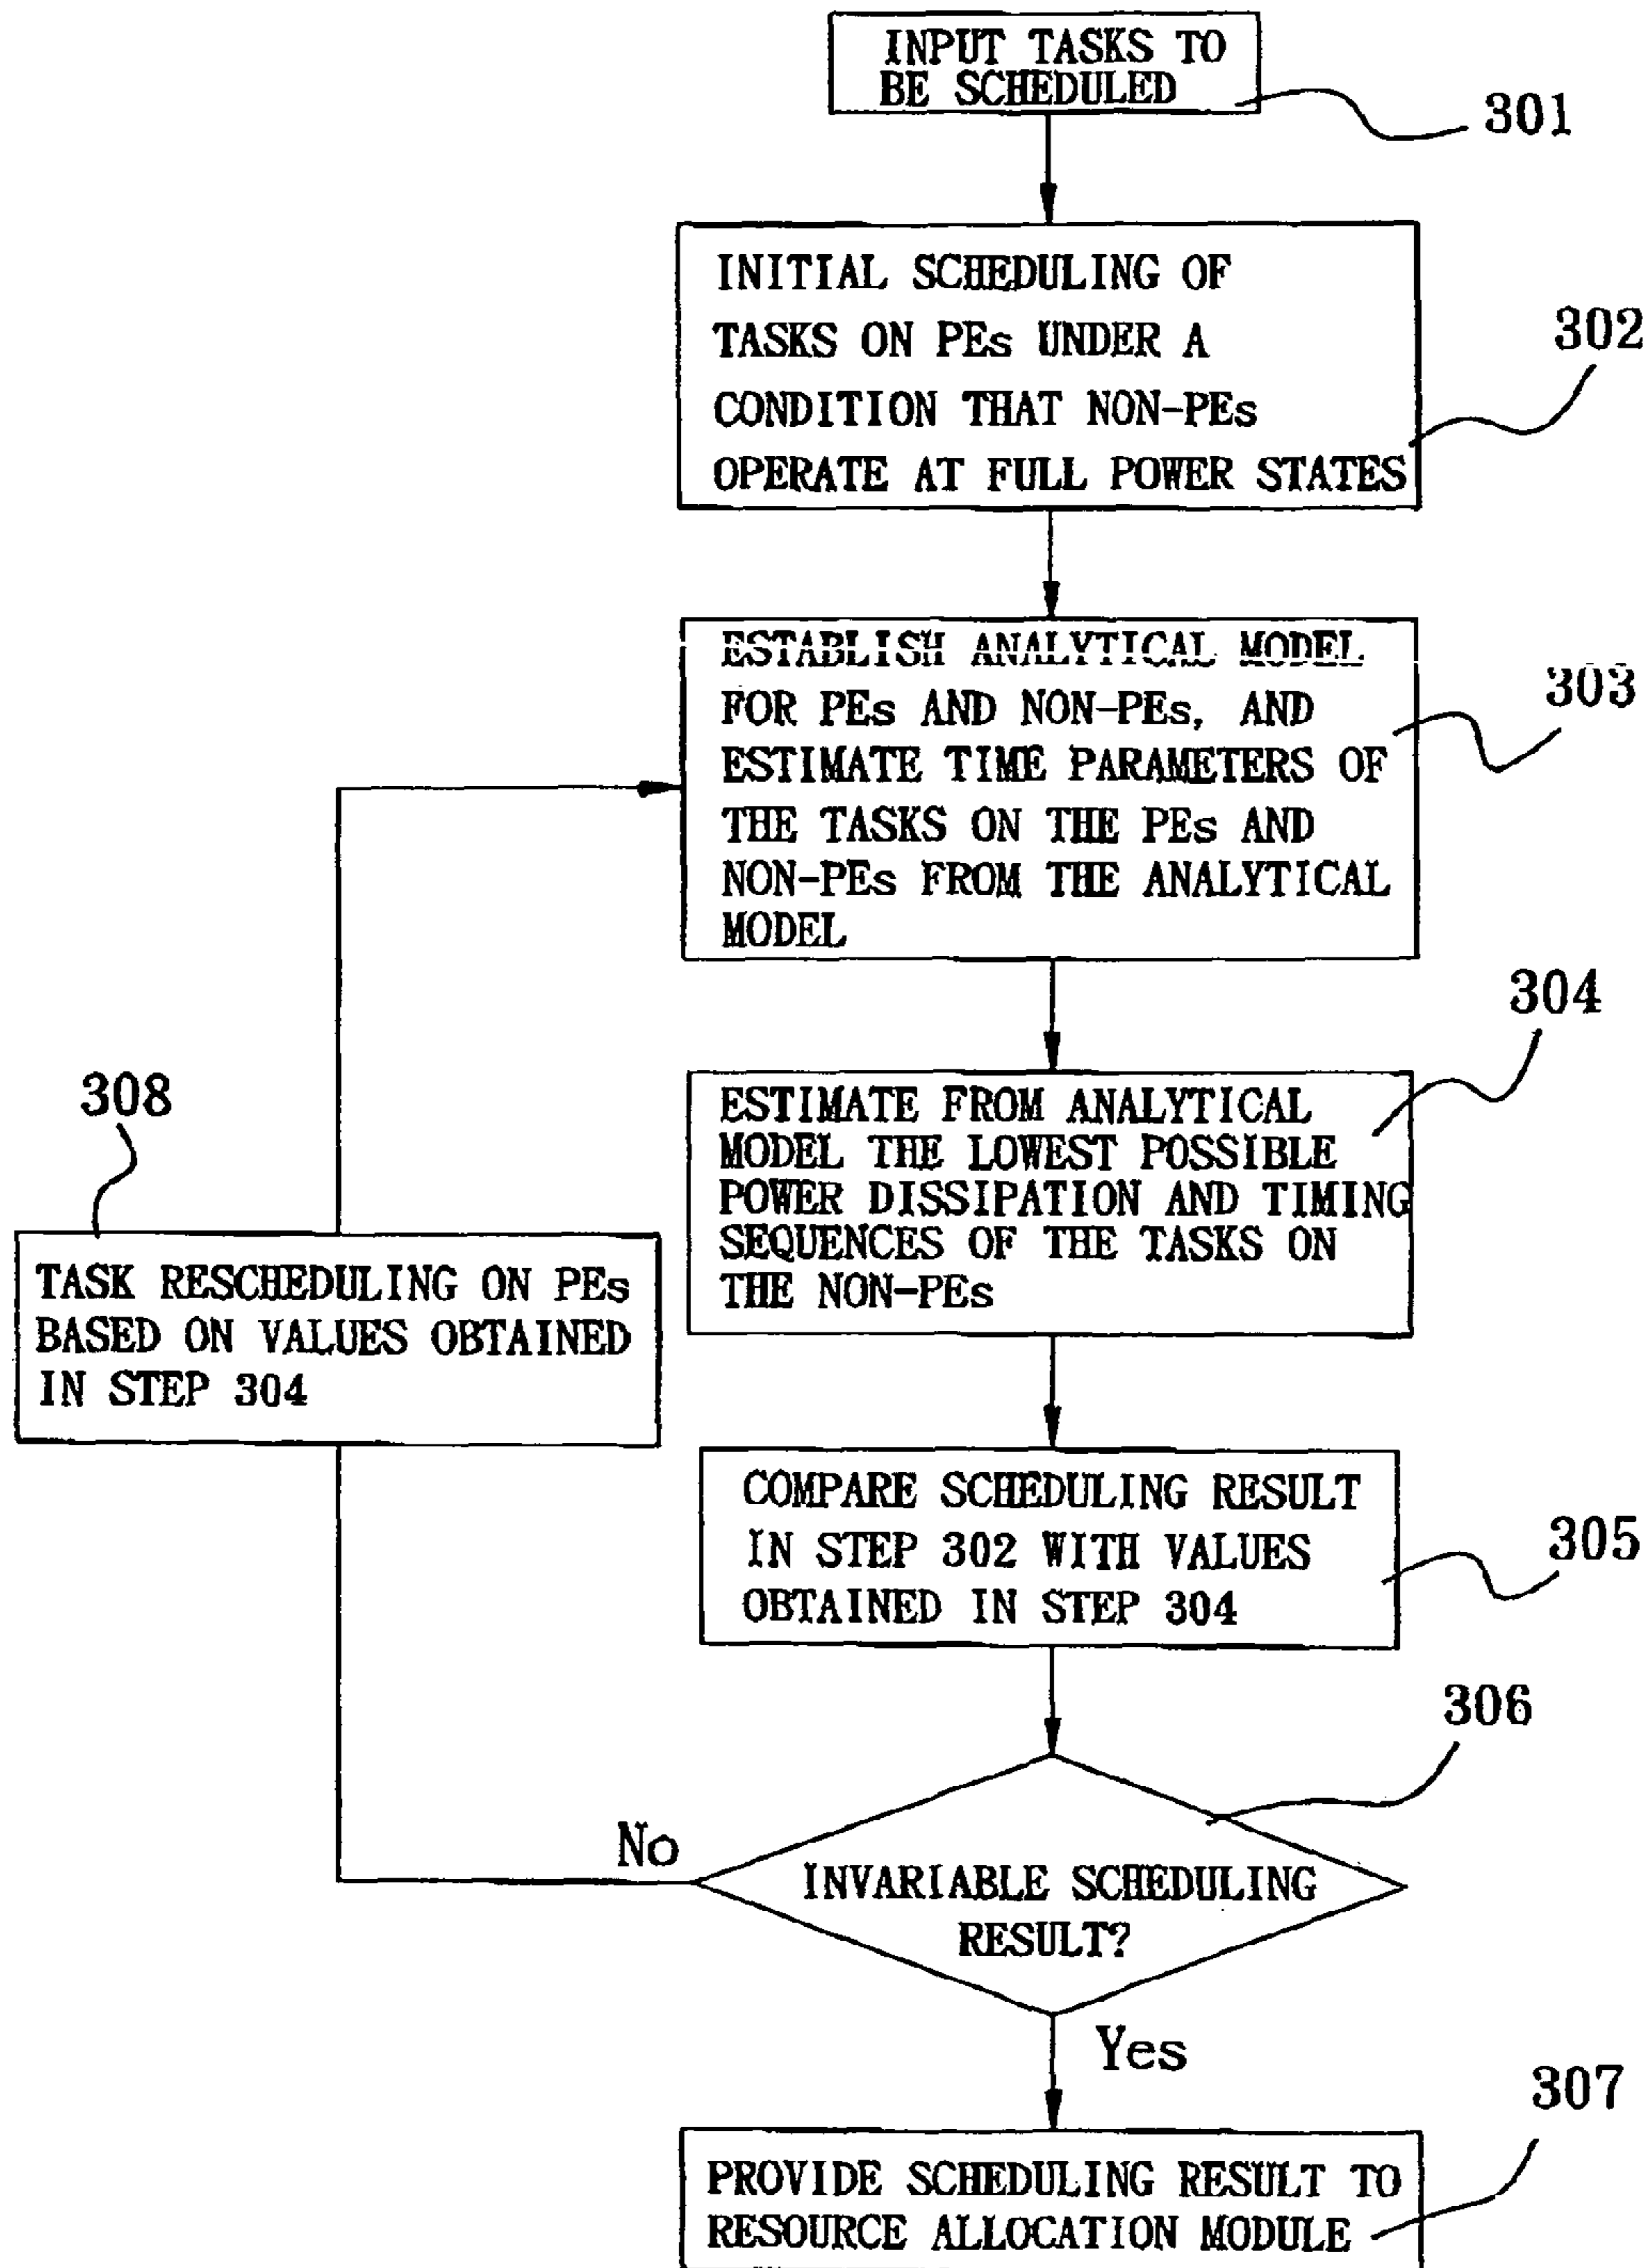 INPUT TASKS TO
BE SCHEDULED
301
INITIAL SCHEDULING OF
TASKS ON PEs UNDER A
CONDITION THAT NON-PEs
OPERATE AT FULL POWER STATES
302
ESTABLISH ANALYTICAL MODEL
FOR PEs AND NON-PEs, AND
ESTIMATE TIME PARAMETERS OF
THE TASKS ON THE PEs AND
NON-PEs FROM THE ANALYTICAL
MODEL
303
ESTIMATE FROM ANALYTICAL
MODEL THE LOWEST POSSIBLE
POWER DISSIPATION AND TIMING
SEQUENCES OF THE TASKS ON
THE NON-PEs
304
308
TASK RESCHEDULING ON PEs
BASED ON VALUES OBTAINED
IN STEP 304
COMPARE SCHEDULING RESULT
IN STEP 302 WITH VALUES
OBTAINED IN STEP 304
305
306
No
INVARIABLE SCHEDULING
RESULT?
Yes
307
PROVIDE SCHEDULING RESULT TO
RESOURCE ALLOCATION MODULE